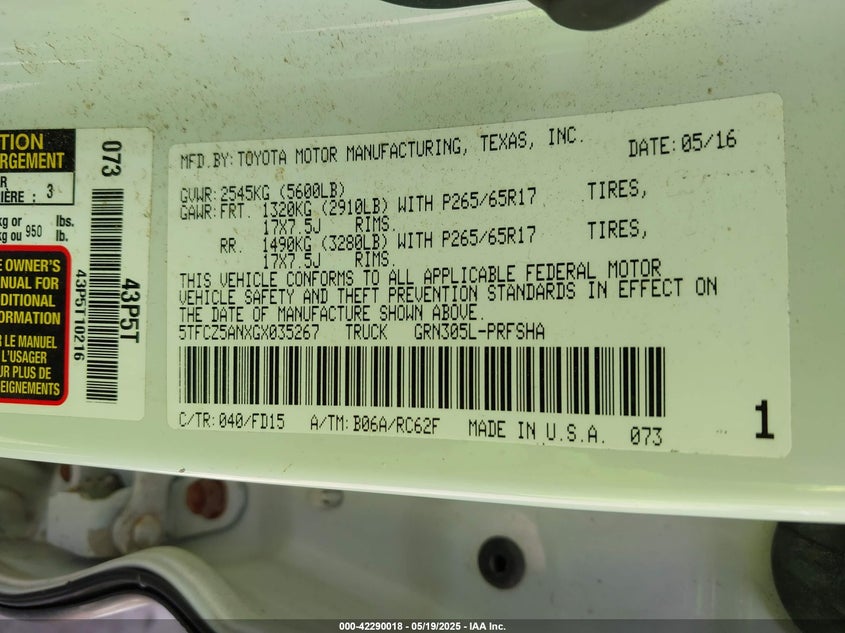 TION
RGEMENT
3
kg or lbs.
kg ou 950 lb.
E OWNER'S
MANUAL FOR
DDITIONAL
FORMATION
R LE MANUEL
L'USAGER
UR PLUS DE
EIGNEMENTS
073
43P5T10216
43P5T
MFD.BY:TOYOTA MOTOR MANUFACTURING, TEXAS, INC. DATE:05/16
GVWR:2545KG (5600LB)
GAWR:FRT. 1320KG (2910LB) WITH P265/65R17 TIRES,
17X7.5J RIMS.
RR. 1490KG (3280LB) WITH P265/65R17 TIRES,
17X7.5J RIMS.
THIS VEHICLE CONFORMS TO ALL APPLICABLE FEDERAL MOTOR
VEHICLE SAFETY AND THEFT PREVENTION STANDARDS IN EFFECT ON
THE DATE OF MANUFACTURE SHOWN ABOVE.
5TFCZ5ANXGX035267 TRUCK GRN305L-PRFSHA
C/TR:040/FD15 A/TM:B06A/RC62F MADE IN U.S.A. 073
1
000-42290018 - 05/19/2025 - IAA Inc.